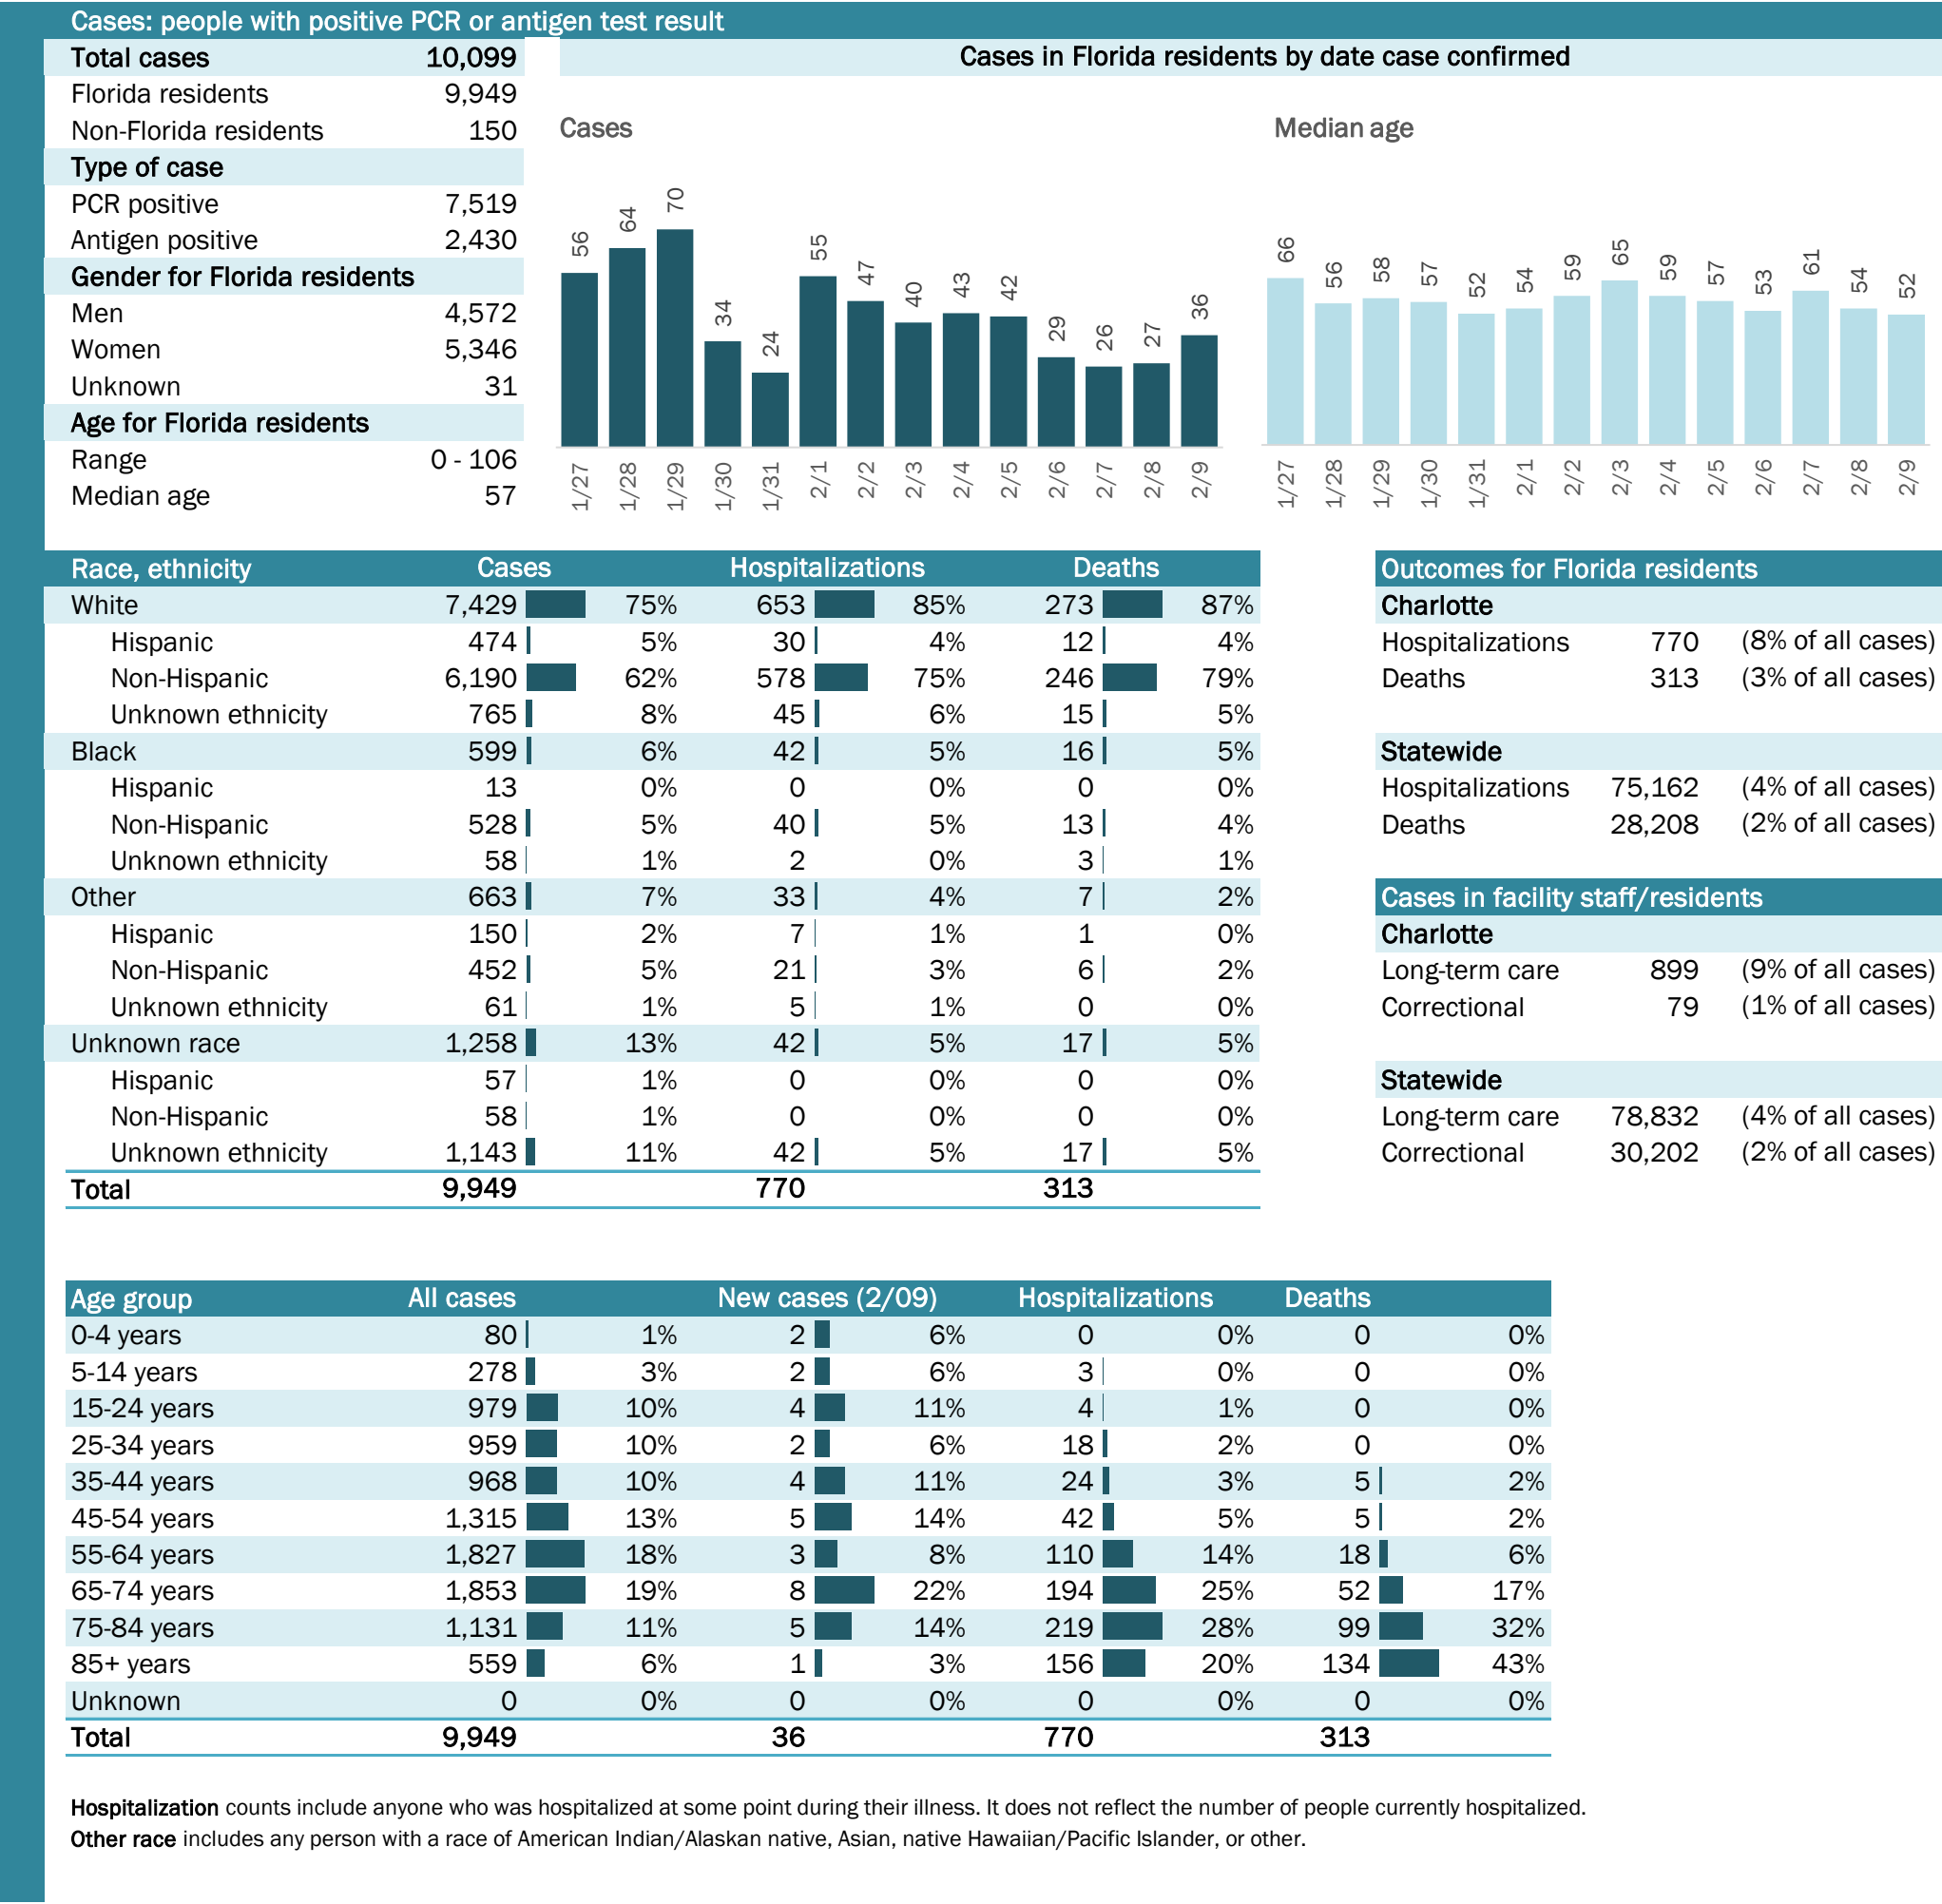 Cases: people with positive PCR or antigen test result
Total cases 10,099
Florida residents 9,949
Non-Florida residents 150
Type of case
PCR positive 7,519
Antigen positive 2,430
Gender for Florida residents
Men 4,572
Women 5,346
Unknown 31
Age for Florida residents
Range 0 - 106
Median age 57
Cases in Florida residents by date case confirmed
Cases
56 64 70 34 24 55 47 40 43 42 29 26 27 36
1/27 1/28 1/29 1/30 1/31 2/1 2/2 2/3 2/4 2/5 2/6 2/7 2/8 2/9
Median age
66 56 58 57 52 54 59 65 59 57 53 61 54 52
1/27 1/28 1/29 1/30 1/31 2/1 2/2 2/3 2/4 2/5 2/6 2/7 2/8 2/9
Race, ethnicity Cases Hospitalizations Deaths
White 7,429 75% 653 85% 273 87%
Hispanic 474 5% 30 4% 12 4%
Non-Hispanic 6,190 62% 578 75% 246 79%
Unknown ethnicity 765 8% 45 6% 15 5%
Black 599 6% 42 5% 16 5%
Hispanic 13 0% 0 0% 0 0%
Non-Hispanic 528 5% 40 5% 13 4%
Unknown ethnicity 58 1% 2 0% 3 1%
Other 663 7% 33 4% 7 2%
Hispanic 150 2% 7 1% 1 0%
Non-Hispanic 452 5% 21 3% 6 2%
Unknown ethnicity 61 1% 5 1% 0 0%
Unknown race 1,258 13% 42 5% 17 5%
Hispanic 57 1% 0 0% 0 0%
Non-Hispanic 58 1% 0 0% 0 0%
Unknown ethnicity 1,143 11% 42 5% 17 5%
Total 9,949 770 313
Outcomes for Florida residents
Charlotte
Hospitalizations 770 (8% of all cases)
Deaths 313 (3% of all cases)
Statewide
Hospitalizations 75,162 (4% of all cases)
Deaths 28,208 (2% of all cases)
Cases in facility staff/residents
Charlotte
Long-term care 899 (9% of all cases)
Correctional 79 (1% of all cases)
Statewide
Long-term care 78,832 (4% of all cases)
Correctional 30,202 (2% of all cases)
Age group All cases New cases (2/09) Hospitalizations Deaths
0-4 years 80 1% 2 6% 0 0% 0 0%
5-14 years 278 3% 2 6% 3 0% 0 0%
15-24 years 979 10% 4 11% 4 1% 0 0%
25-34 years 959 10% 2 6% 18 2% 0 0%
35-44 years 968 10% 4 11% 24 3% 5 2%
45-54 years 1,315 13% 5 14% 42 5% 5 2%
55-64 years 1,827 18% 3 8% 110 14% 18 6%
65-74 years 1,853 19% 8 22% 194 25% 52 17%
75-84 years 1,131 11% 5 14% 219 28% 99 32%
85+ years 559 6% 1 3% 156 20% 134 43%
Unknown 0 0% 0 0% 0 0% 0 0%
Total 9,949 36 770 313
Hospitalization counts include anyone who was hospitalized at some point during their illness. It does not reflect the number of people currently hospitalized.
Other race includes any person with a race of American Indian/Alaskan native, Asian, native Hawaiian/Pacific Islander, or other.